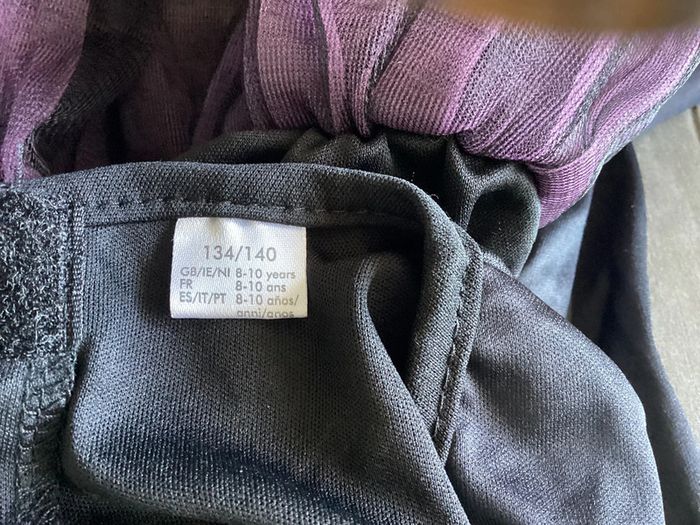 134/140
GB/IE/NI 8-10 years
FR 8-10 ans
ES/IT/PT 8-10 años/
anni/anos